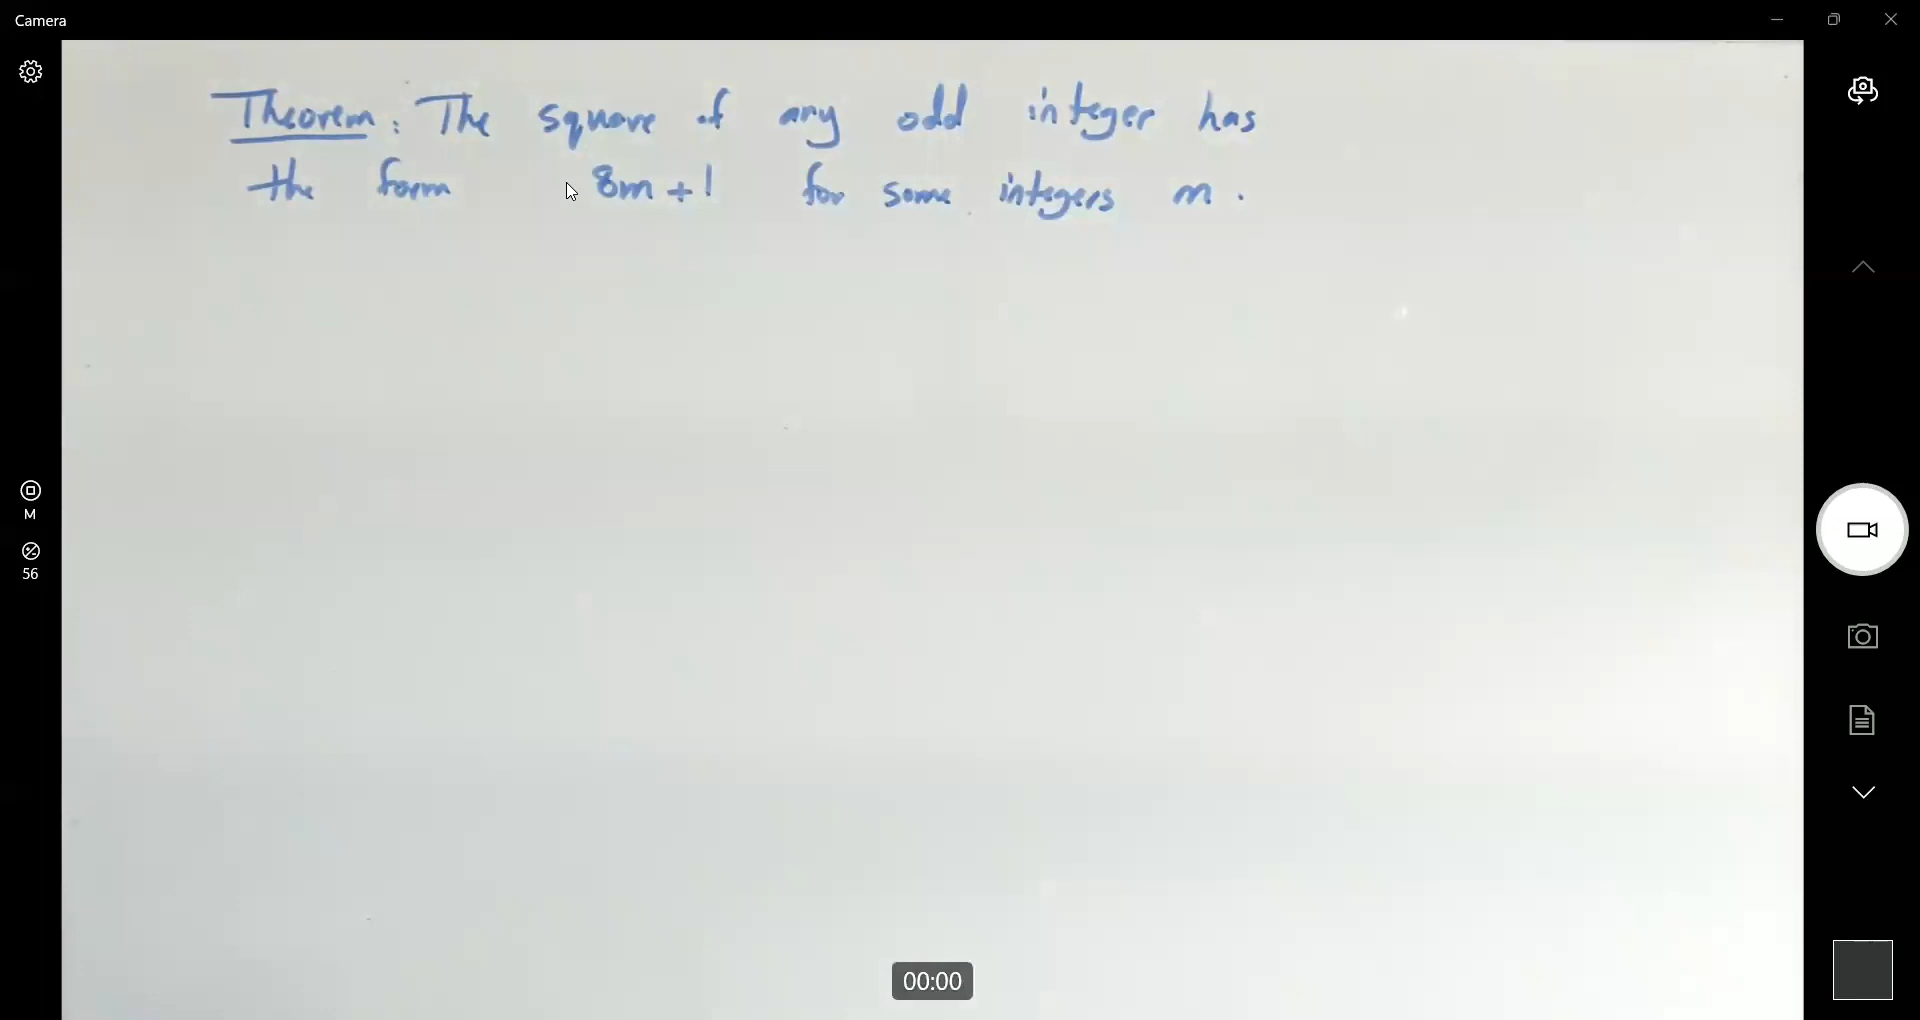 Camera
Theorem: The square of any odd integer has
the form 8m + 1 for some integers m.
M
56
00:00